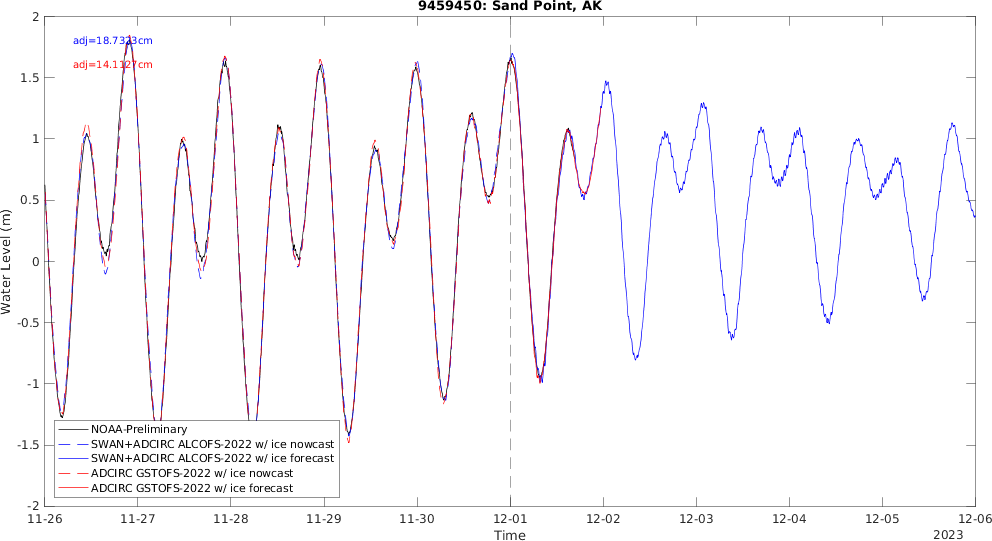 9459450: Sand Point, AK
adj=18.7323cm
adj=14.1127cm
Water Level (m)
2
1.5
1
0.5
0
-0.5
-1
-1.5
-2
NOAA-Preliminary
SWAN+ADCIRC ALCOFS-2022 w/ ice nowcast
SWAN+ADCIRC ALCOFS-2022 w/ ice forecast
ADCIRC GSTOFS-2022 w/ ice nowcast
ADCIRC GSTOFS-2022 w/ ice forecast
11-26 11-27 11-28 11-29 11-30 12-01 12-02 12-03 12-04 12-05 12-06
Time
2023